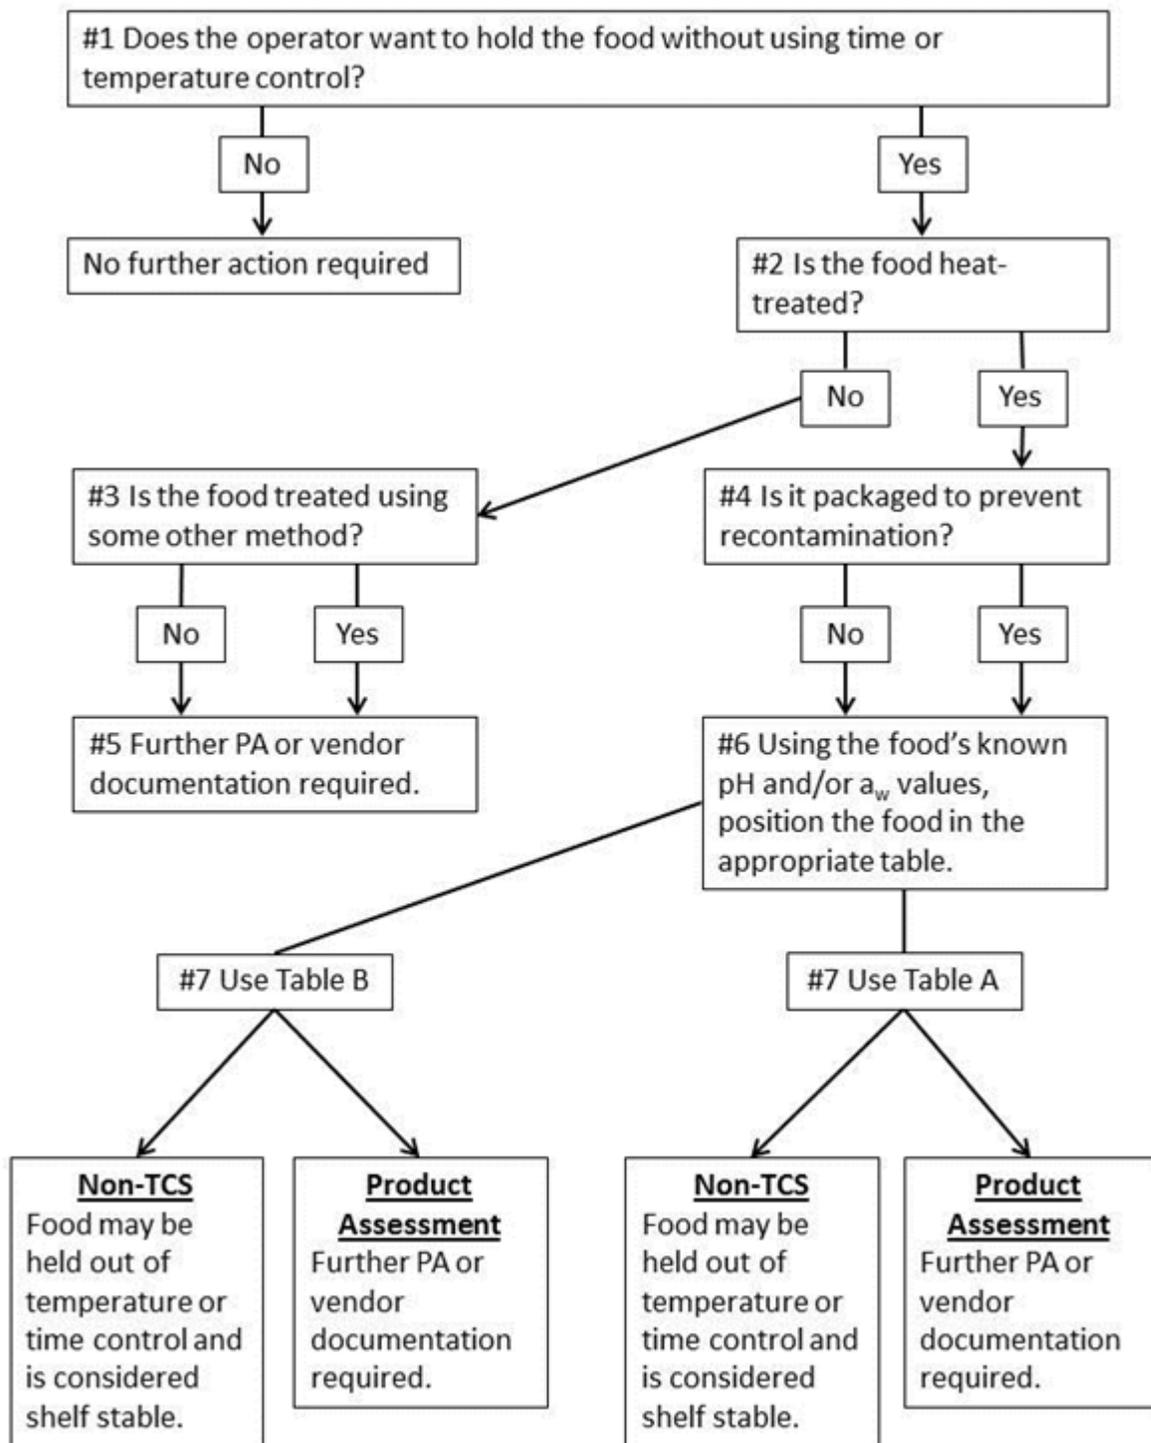 #1 Does the operator want to hold the food without using time or
temperature control?
No
Yes
No further action required
#2 Is the food heat-
treated?
No
Yes
#3 Is the food treated using
some other method?
#4 Is it packaged to prevent
recontamination?
No
Yes
No
Yes
#5 Further PA or vendor
documentation required.
#6 Using the food's known
pH and/or aw values,
position the food in the
appropriate table.
#7 Use Table B
#7 Use Table A
Non-TCS
Food may be
held out of
temperature or
time control and
is considered
shelf stable.
Product
Assessment
Further PA or
vendor
documentation
required.
Non-TCS
Food may be
held out of
temperature or
time control and
is considered
shelf stable.
Product
Assessment
Further PA or
vendor
documentation
required.